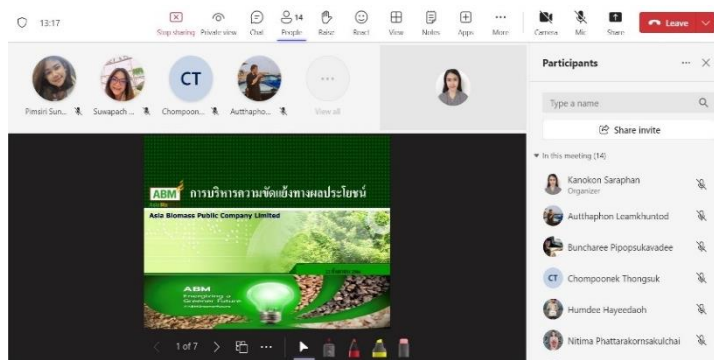 13:17
Stop sharing
Private view
Chat
14
People
Raise
React
View
Notes
Apps
More
Camera
Mic
Share
Leave
Pimsiri Sun...
Suwapach ...
CT
Chompoon...
Autthapho...
View all
Participants
Type a name
Share invite
In this meeting (14)
Kanokon Saraphan
Organizer
Autthaphon Leamkhuntod
Buncharee Pipopsukavadee
CT
Chompoonek Thongsuk
Humdee Hayeedaoh
Nitima Phattarakornsakulchai
ABM
การบริหารความขัดแย้งทางผลประโยชน์
Asia Biomass Public Company Limited
ABM
Energizing a
Greener Future
1 of 7